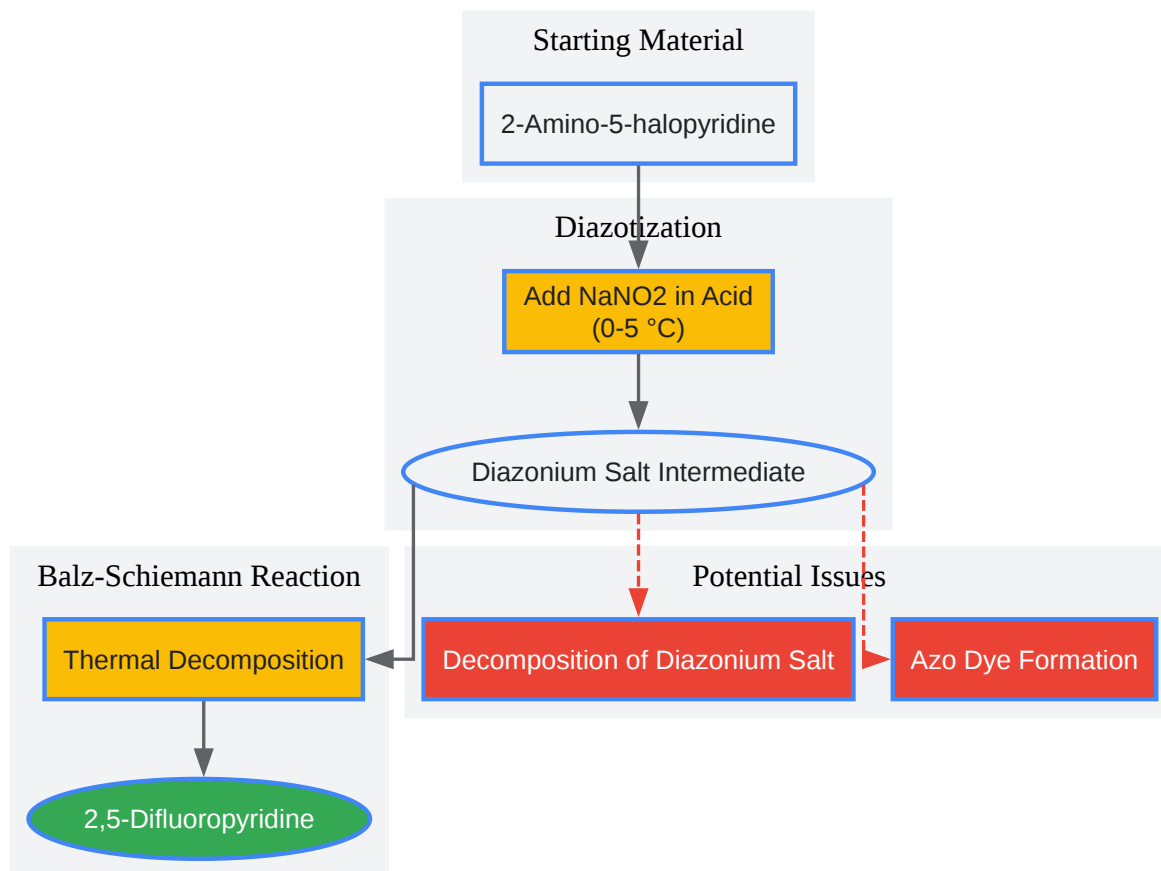 Starting Material
2-Amino-5-halopyridine
Diazotization
Add NaNO2 in Acid
(0-5 °C)
Diazonium Salt Intermediate
Balz-Schiemann Reaction
Potential Issues
Thermal Decomposition
Decomposition of Diazonium Salt
Azo Dye Formation
2,5-Difluoropyridine